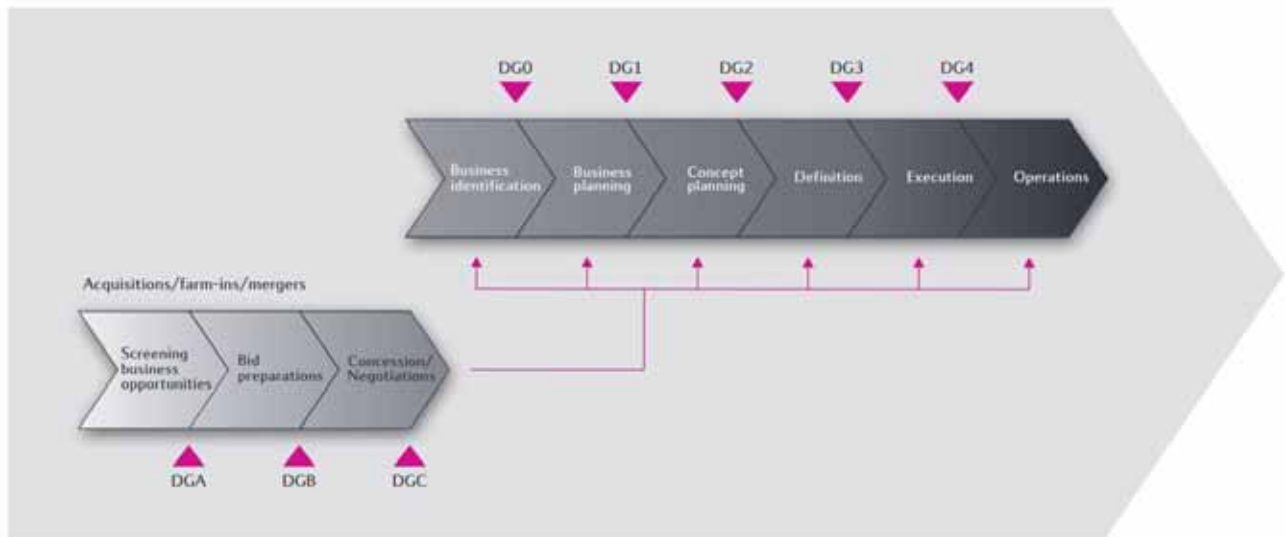 DG0 DG1 DG2 DG3 DG4
Business
identification
Business
planning
Concept
planning
Definition
Execution
Operations
Acquisitions/farm-ins/mergers
Screening
business
opportunities
Bid
preparations
Concession/
Negotiations
DGA DGB DGC